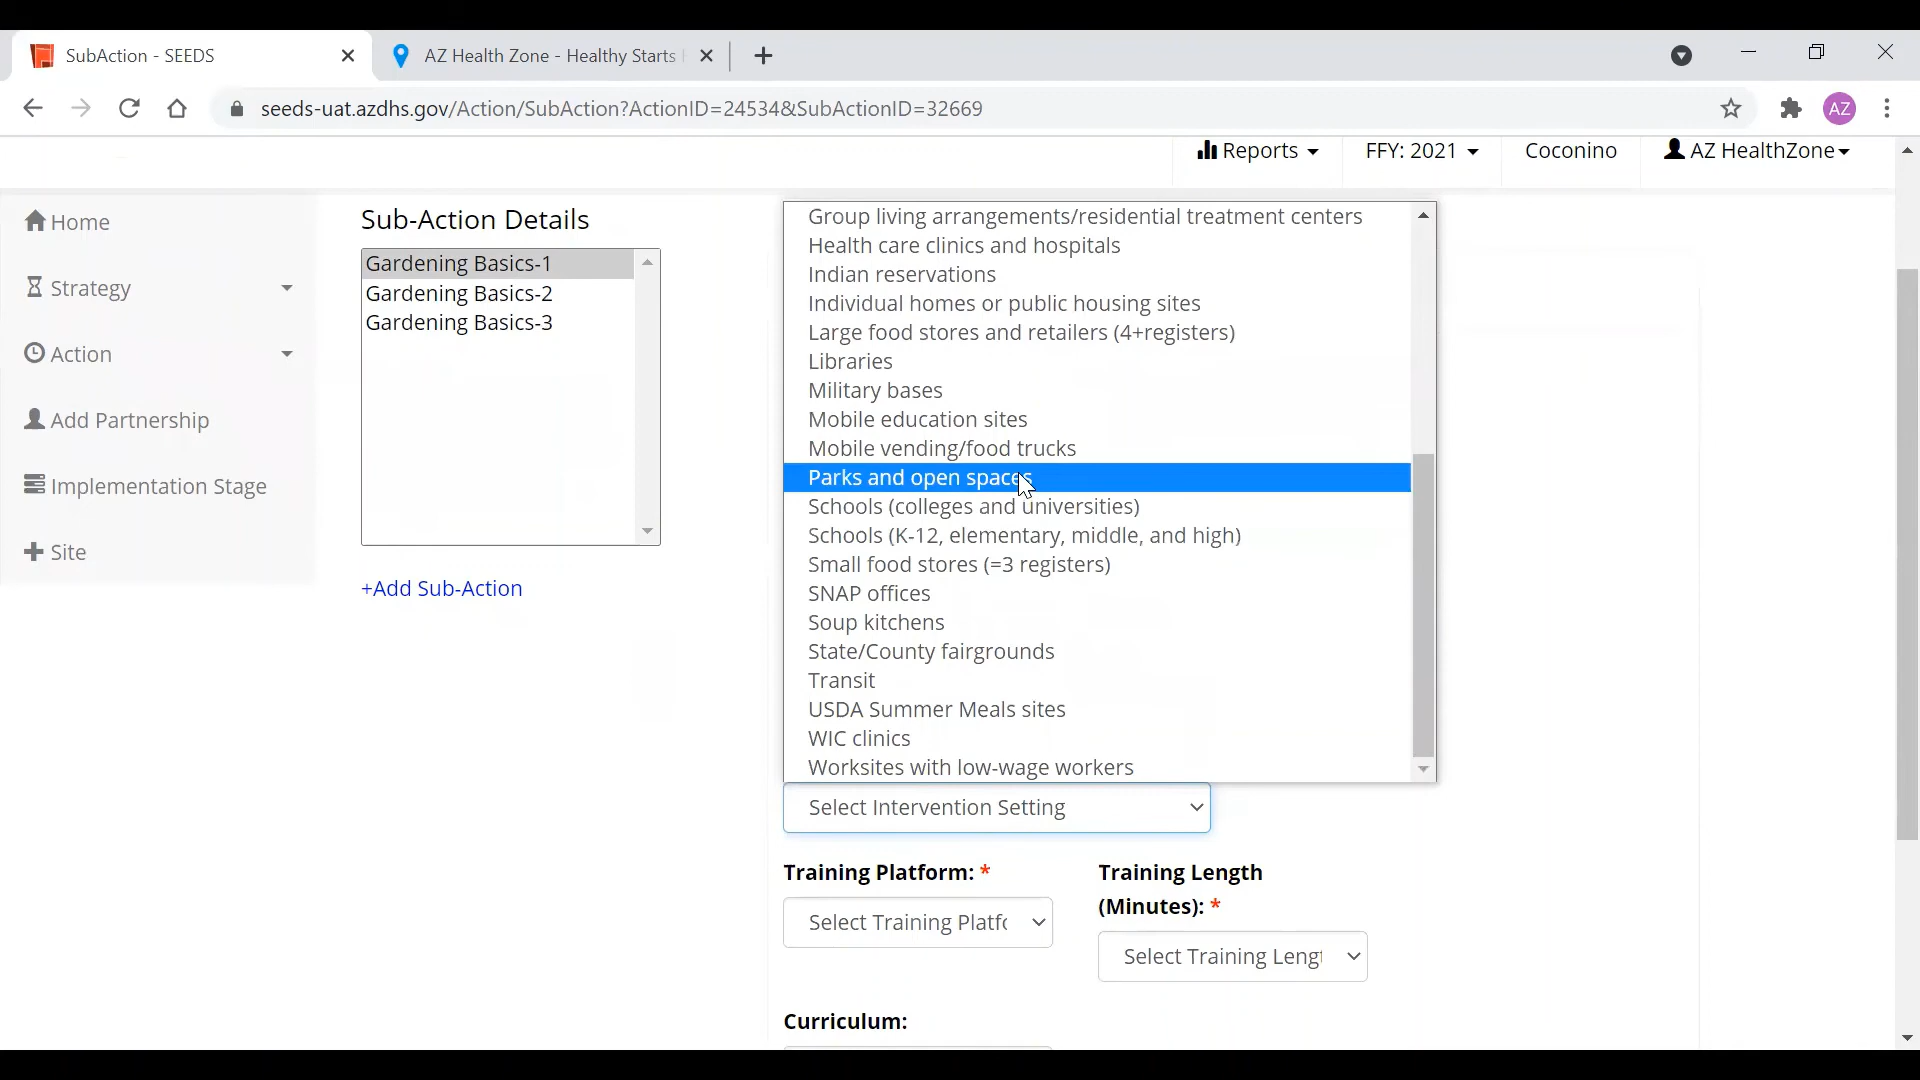 SubAction - SEEDS
AZ Health Zone - Healthy Starts
seeds-uat.azdhs.gov/Action/SubAction?ActionID=24534&SubActionID=32669
AZ
Reports
FFY: 2021
Coconino
AZ HealthZone
Home
Strategy
Action
Add Partnership
Implementation Stage
Site
Sub-Action Details
Gardening Basics-1
Gardening Basics-2
Gardening Basics-3
+Add Sub-Action
Group living arrangements/residential treatment centers
Health care clinics and hospitals
Indian reservations
Individual homes or public housing sites
Large food stores and retailers (4+registers)
Libraries
Military bases
Mobile education sites
Mobile vending/food trucks
Parks and open spaces
Schools (colleges and universities)
Schools (K-12, elementary, middle, and high)
Small food stores (=3 registers)
SNAP offices
Soup kitchens
State/County fairgrounds
Transit
USDA Summer Meals sites
WIC clinics
Worksites with low-wage workers
Select Intervention Setting
Training Platform: *
Select Training
Training Length
(Minutes): *
Select Training
Curriculum: